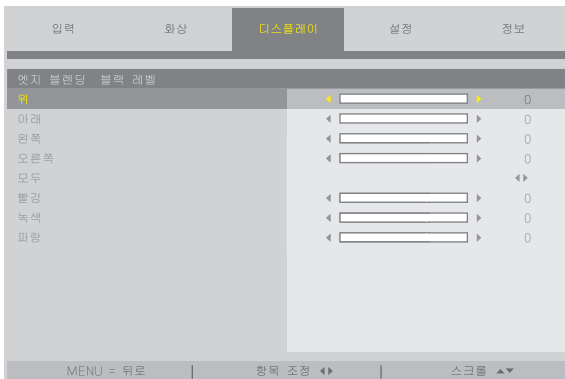 입력 화상 디스플레이 설정 정보
엣지 블렌딩 블랙 레벨
위 0
아래 0
왼쪽 0
오른쪽 0
모두
빨강 0
녹색 0
파랑 0
MENU = 뒤로 | 항목 조정 ◂▸ | 스크롤 ▴▾